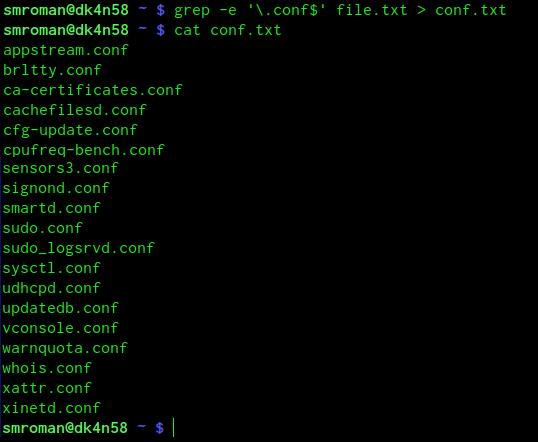 smroman@dk4n58 ~ $ grep -e '\.conf$' file.txt > conf.txt
smroman@dk4n58 ~ $ cat conf.txt
appstream.conf
brltty.conf
ca-certificates.conf
cachefilesd.conf
cfg-update.conf
cpufreq-bench.conf
sensors3.conf
signond.conf
smartd.conf
sudo.conf
sudo_logsrvd.conf
sysctl.conf
udhcpd.conf
updatedb.conf
vconsole.conf
warnquota.conf
whois.conf
xattr.conf
xinetd.conf
smroman@dk4n58 ~ $